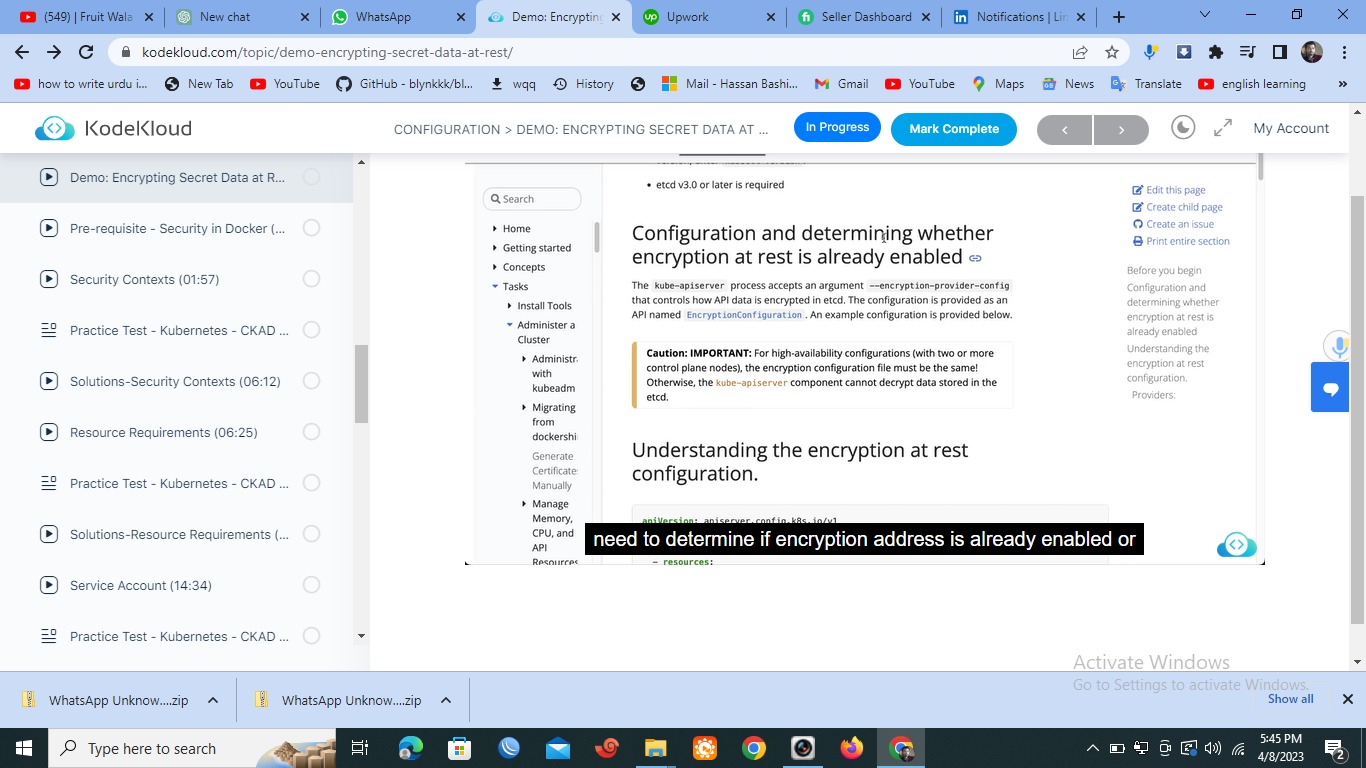 (549) | Fruit Wala
New chat
WhatsApp
Demo: Encrypting
Upwork
Seller Dashboard
Notifications | Lin
kodekloud.com/topic/demo-encrypting-secret-data-at-rest/
how to write urdu i...
New Tab
YouTube
GitHub - blynkkk/bl...
wqq
History
Mail - Hassan Bashi...
Gmail
YouTube
Maps
News
Translate
english learning
»
KodeKloud
CONFIGURATION > DEMO: ENCRYPTING SECRET DATA AT ...
In Progress
Mark Complete
My Account
Demo: Encrypting Secret Data at R...
Pre-requisite - Security in Docker (...
Security Contexts (01:57)
Practice Test - Kubernetes - CKAD ...
Solutions-Security Contexts (06:12)
Resource Requirements (06:25)
Practice Test - Kubernetes - CKAD ...
Solutions-Resource Requirements (...
Service Account (14:34)
Practice Test - Kubernetes - CKAD ...
Search
Home
Getting started
Concepts
Tasks
Install Tools
Administer a
Cluster
Administra
with
kubeadm
Migrating
from
dockershi
Generate
Certificates
Manually
Manage
Memory,
CPU, and
API
Resources
• etcd v3.0 or later is required
Configuration and determining whether
encryption at rest is already enabled
The kube-apiserver process accepts an argument --encryption-provider-config
that controls how API data is encrypted in etcd. The configuration is provided as an
API named EncryptionConfiguration . An example configuration is provided below.
Caution: IMPORTANT: For high-availability configurations (with two or more
control plane nodes), the encryption configuration file must be the same!
Otherwise, the kube-apiserver component cannot decrypt data stored in the
etcd.
Understanding the encryption at rest
configuration.
apiVersion: apiserver.config.k8s.io/v1
need to determine if encryption address is already enabled or
- resources:
Edit this page
Create child page
Create an issue
Print entire section
Before you begin
Configuration and
determining whether
encryption at rest is
already enabled
Understanding the
encryption at rest
configuration.
Providers:
Activate Windows
Go to Settings to activate Windows.
WhatsApp Unknow....zip
WhatsApp Unknow....zip
Show all
Type here to search
5:45 PM
4/8/2023
2